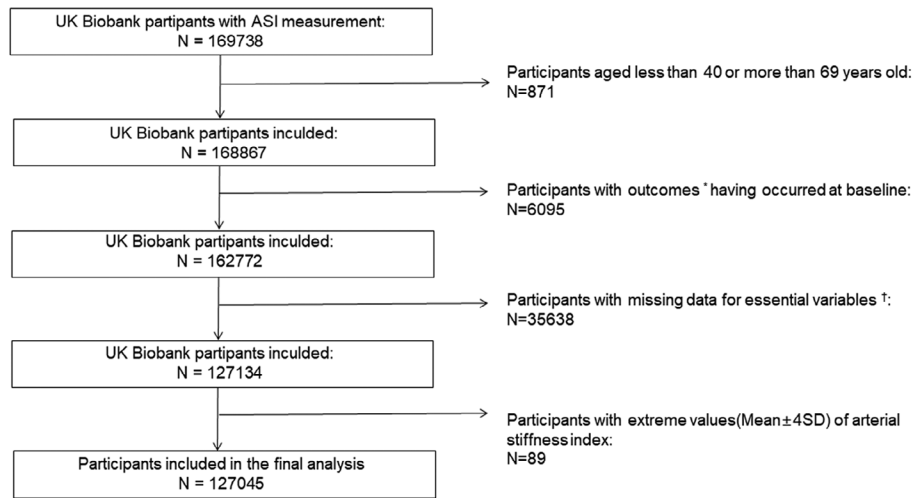 UK Biobank partipants with ASI measurement:
N = 169738
Participants aged less than 40 or more than 69 years old:
N=871
UK Biobank partipants inculded:
N = 168867
Participants with outcomes * having occurred at baseline:
N=6095
UK Biobank partipants inculded:
N = 162772
Participants with missing data for essential variables †:
N=35638
UK Biobank partipants inculded:
N = 127134
Participants with extreme values(Mean±4SD) of arterial
stiffness index:
N=89
Participants included in the final analysis
N = 127045